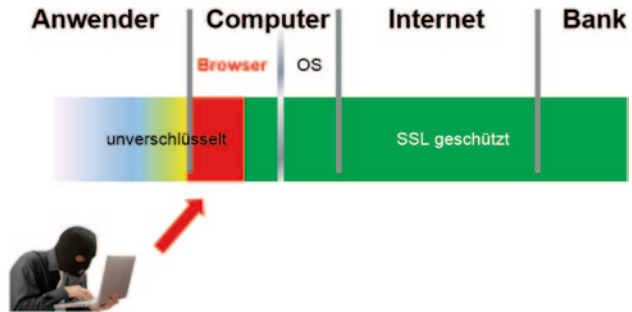 Anwender Computer Internet Bank
Browser OS
unverschlüsselt SSL geschützt